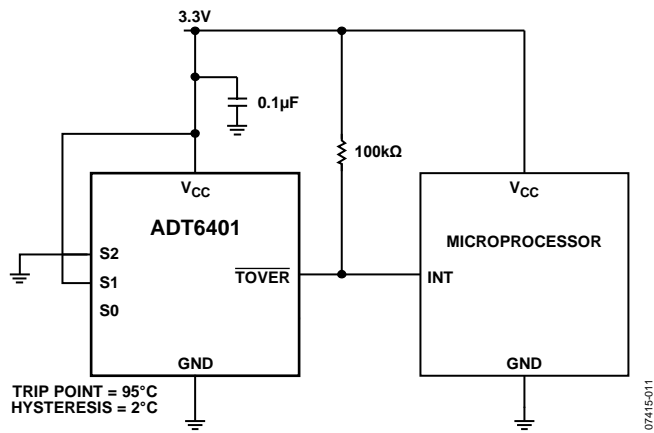 3.3V
0.1µF
100kΩ
VCC
ADT6401
S2
S1
S0
TOVER
GND
VCC
MICROPROCESSOR
INT
GND
TRIP POINT = 95°C
HYSTERESIS = 2°C
07415-011